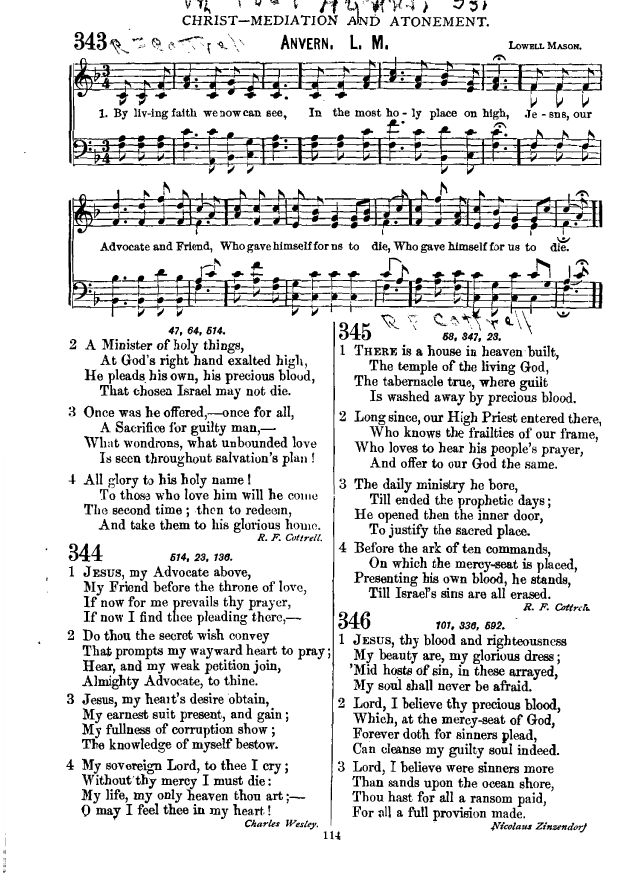 CHRIST—MEDIATION AND ATONEMENT.
343 R F Cottrell ANVERN. L. M. LOWELL MASON.
1. By liv-ing faith we now can see, In the most ho - ly place on high, Je - sns, our
Advocate and Friend, Who gave himself for ns to die, Who gave himself for us to die.
47, 64, 514.
2 A Minister of holy things,
At God's right hand exalted high,
He pleads his own, his precious blood,
That chosen Israel may not die.
3 Once was he offered,—once for all,
A Sacrifice for guilty man,—
What wondrons, what unbounded love
Is seen throughout salvation's plan !
4 All glory to his holy name !
To those who love him will he come
The second time ; then to redeem,
And take them to his glorious home.
R. F. Cottrell.
344 514, 23, 136.
1 JESUS, my Advocate above,
My Friend before the throne of love,
If now for me prevails thy prayer,
If now I find thee pleading there,—
2 Do thou the secret wish convey
That prompts my wayward heart to pray ;
Hear, and my weak petition join,
Almighty Advocate, to thine.
3 Jesus, my heart's desire obtain,
My earnest suit present, and gain ;
My fullness of corruption show ;
The knowledge of myself bestow.
4 My sovereign Lord, to thee I cry ;
Without thy mercy I must die :
My life, my only heaven thou art ;—
O may I feel thee in my heart !
Charles Wesley.
R F Cottrell
345 58, 347, 23.
1 THERE is a house in heaven built,
The temple of the living God,
The tabernacle true, where guilt
Is washed away by precious blood.
2 Long since, our High Priest entered there,
Who knows the frailties of our frame,
Who loves to hear his people's prayer,
And offer to our God the same.
3 The daily ministry he bore,
Till ended the prophetic days ;
He opened then the inner door,
To justify the sacred place.
4 Before the ark of ten commands,
On which the mercy-seat is placed,
Presenting his own blood, he stands,
Till Israel's sins are all erased.
R. F. Cottrell.
346 101, 336, 592.
1 JESUS, thy blood and righteousness
My beauty are, my glorious dress ;
'Mid hosts of sin, in these arrayed,
My soul shall never be afraid.
2 Lord, I believe thy precious blood,
Which, at the mercy-seat of God,
Forever doth for sinners plead,
Can cleanse my guilty soul indeed.
3 Lord, I believe were sinners more
Than sands upon the ocean shore,
Thou hast for all a ransom paid,
For all a full provision made.
Nicolaus Zinzendorf
114